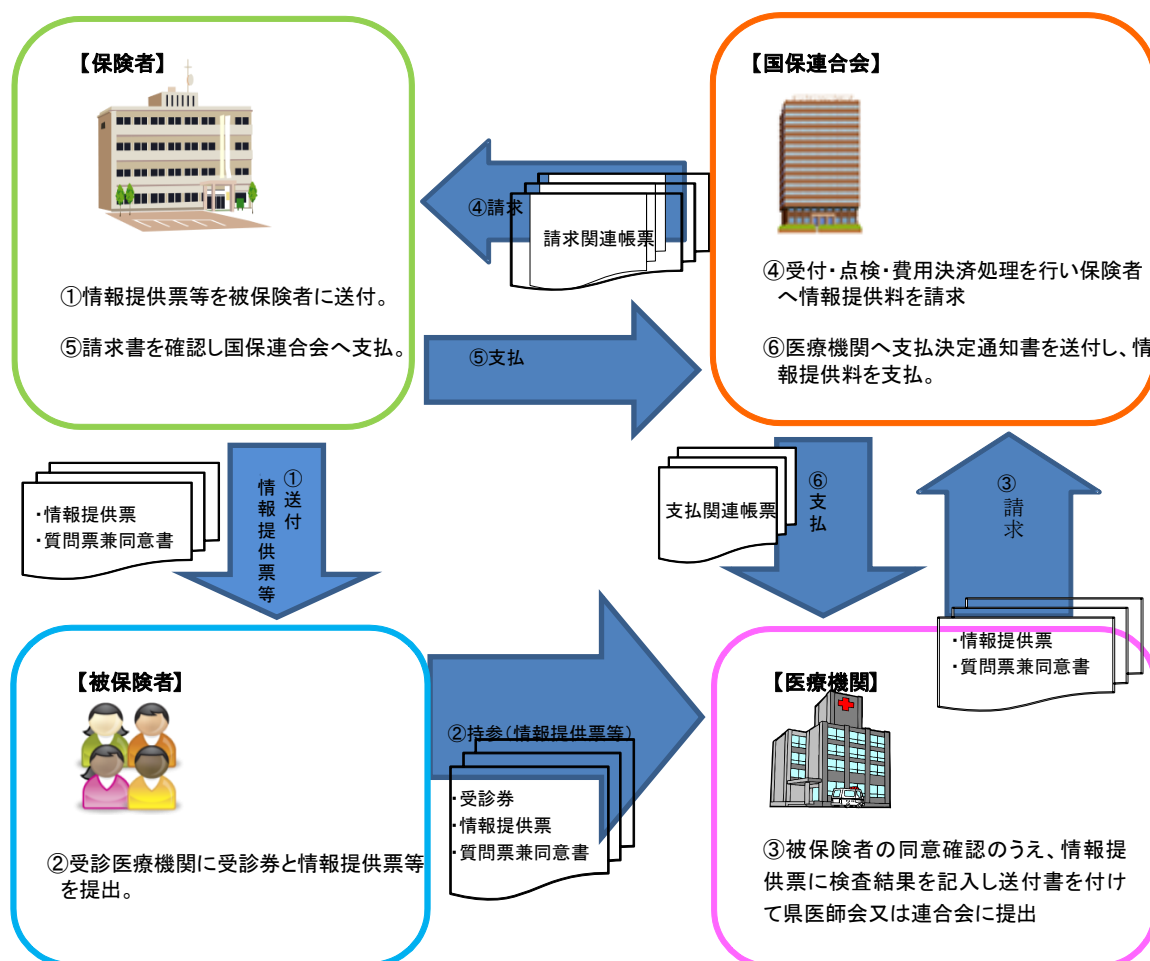 【保険者】
①情報提供票等を被保険者に送付。
⑤請求書を確認し国保連合会へ支払。
【国保連合会】
④受付・点検・費用決済処理を行い保険者
へ情報提供料を請求
⑥医療機関へ支払決定通知書を送付し、情
報提供料を支払。
④請求
請求関連帳票
⑤支払
・情報提供票
・質問票兼同意書
①送付
情報提供票等
支払関連帳票
⑥支払
③請求
・情報提供票
・質問票兼同意書
【被保険者】
②受診医療機関に受診券と情報提供票等
を提出。
②持参(情報提供票等)
・受診券
・情報提供票
・質問票兼同意書
【医療機関】
③被保険者の同意確認のうえ、情報提
供票に検査結果を記入し送付書を付け
て県医師会又は連合会に提出